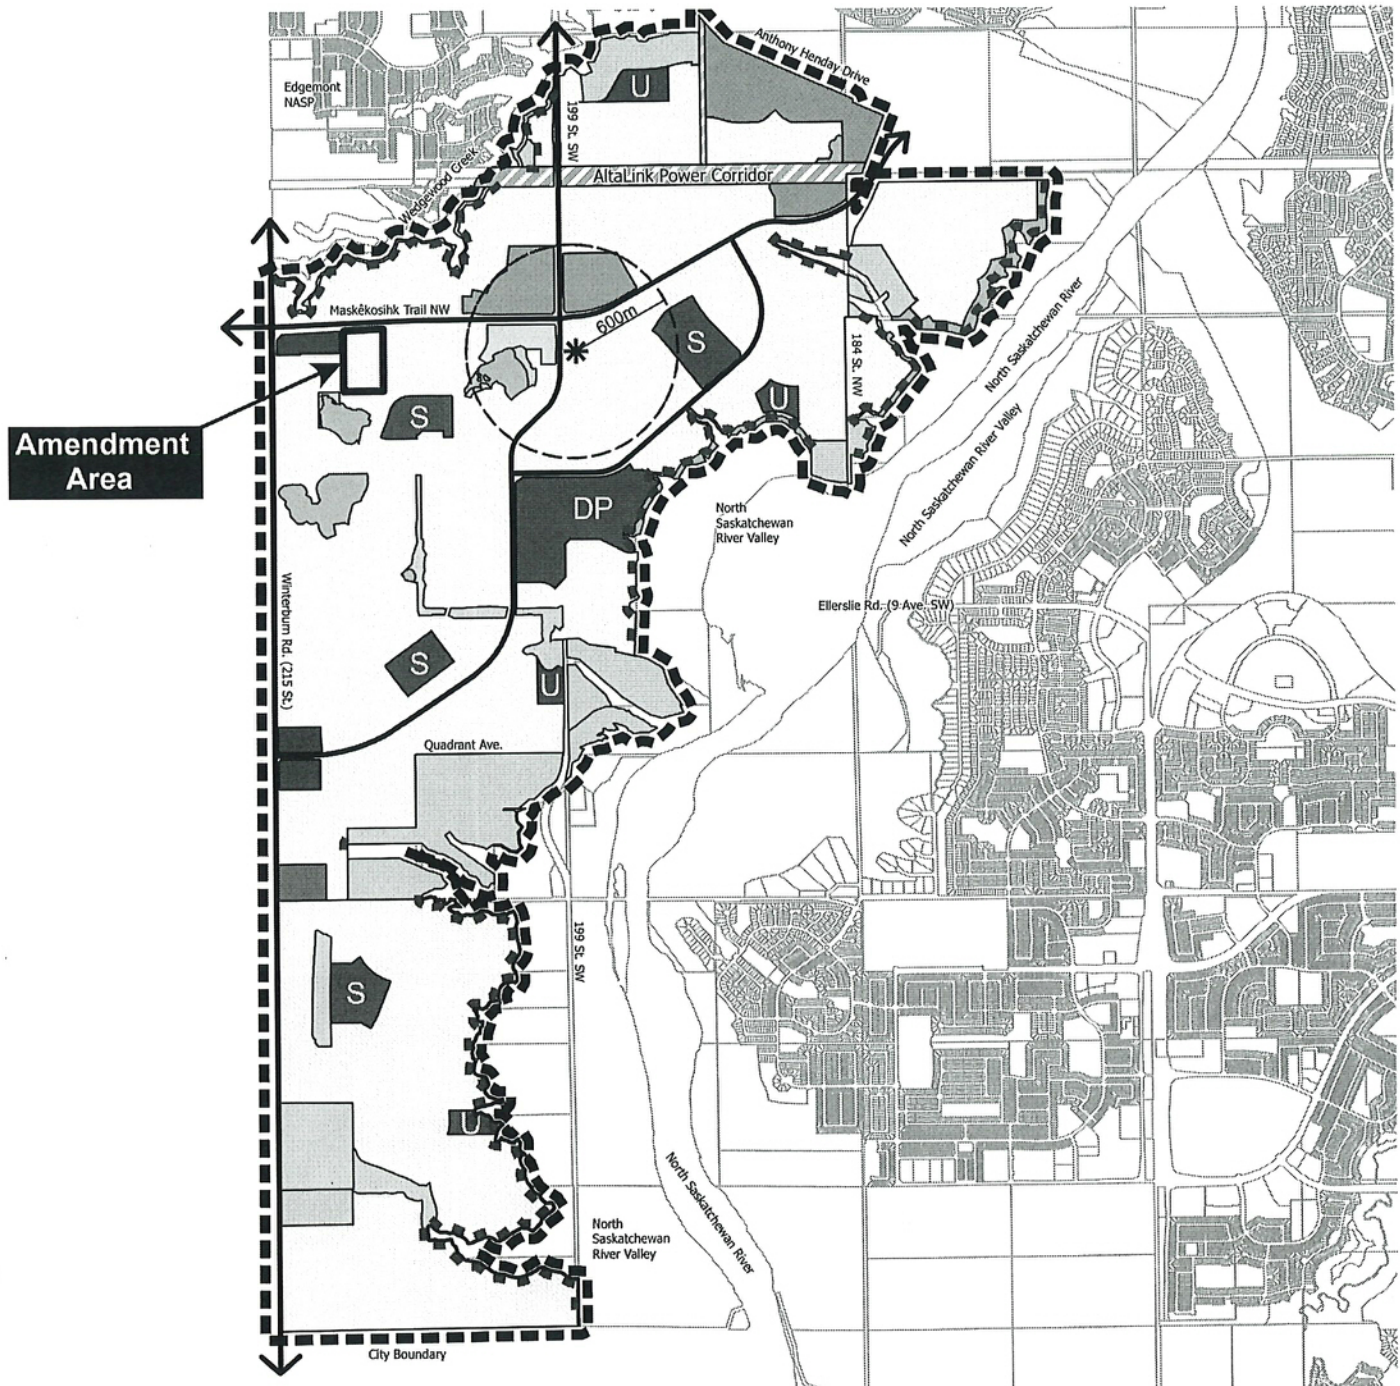 Anthony Henday Drive
Edgemont
NASP
U
199 St. SW
Wedgewood Creek
AltaLink Power Corridor
Maskêkosihk Trail NW
600m
North Saskatchewan River
S
184 St. NW
U
S
Amendment
Area
North Saskatchewan River Valley
DP
North
Saskatchewan
River Valley
Winterburn Rd. (215 St.)
Ellerslie Rd. (9 Ave. SW)
S
U
Quadrant Ave.
199 St. SW
S
U
North Saskatchewan River
North
Saskatchewan
River Valley
City Boundary